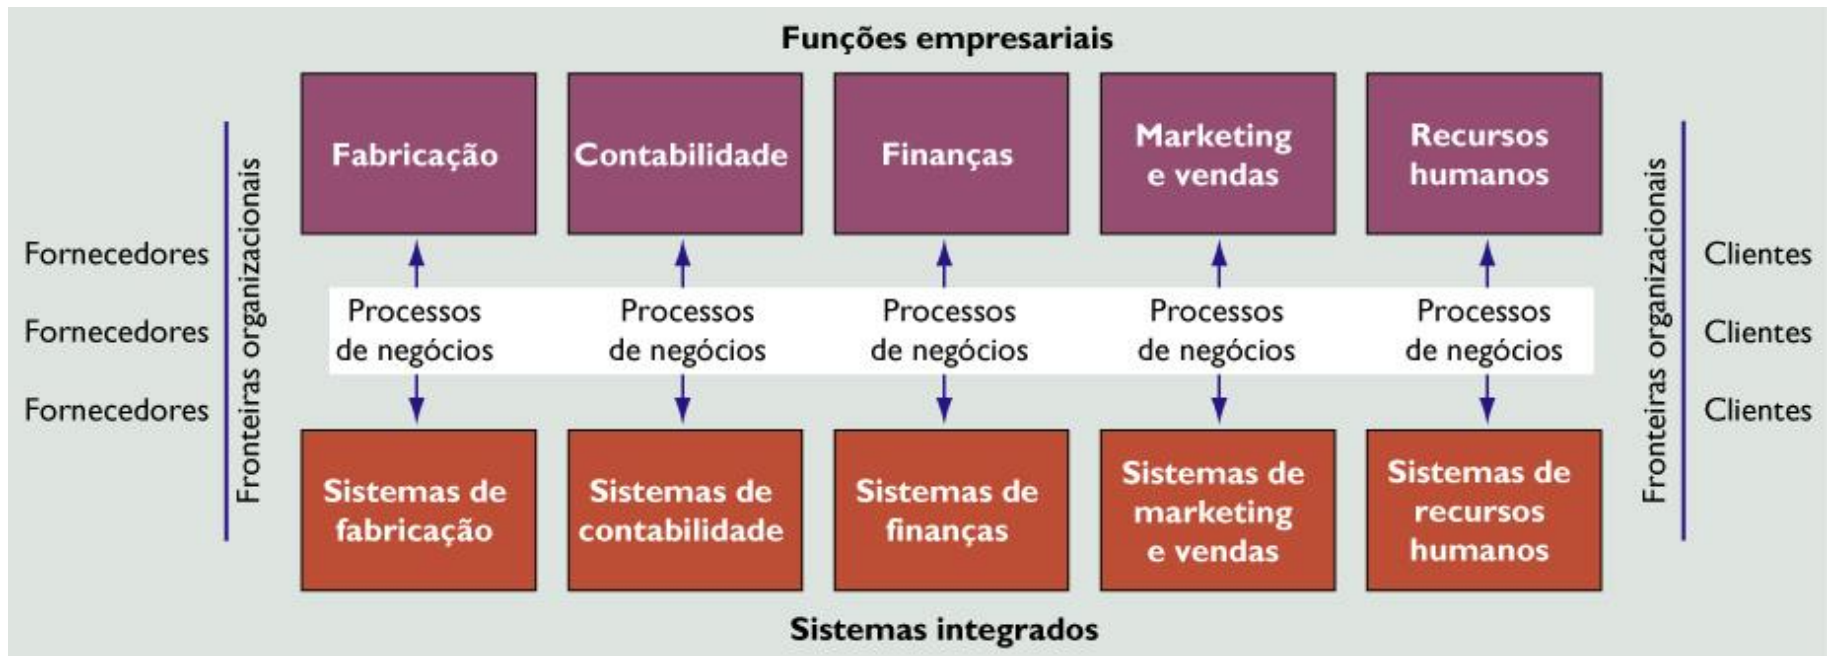 Funções empresariais
Fabricação
Contabilidade
Finanças
Marketing
e vendas
Recursos
humanos
Fornecedores
Fornecedores
Fornecedores
Fronteiras organizacionais
Processos
de negócios
Processos
de negócios
Processos
de negócios
Processos
de negócios
Processos
de negócios
Fronteiras organizacionais
Clientes
Clientes
Clientes
Sistemas de
fabricação
Sistemas de
contabilidade
Sistemas de
finanças
Sistemas de
marketing
e vendas
Sistemas de
recursos
humanos
Sistemas integrados